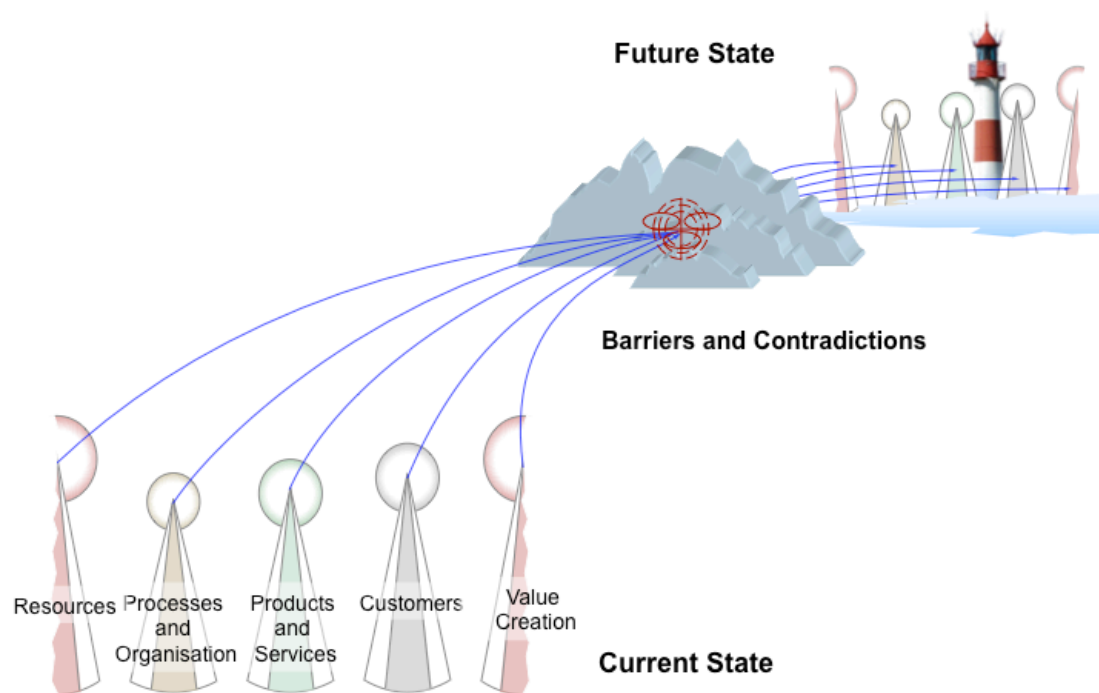 Future State
Barriers and Contradictions
Resources
Processes
and
Organisation
Products
and
Services
Customers
Value
Creation
Current State